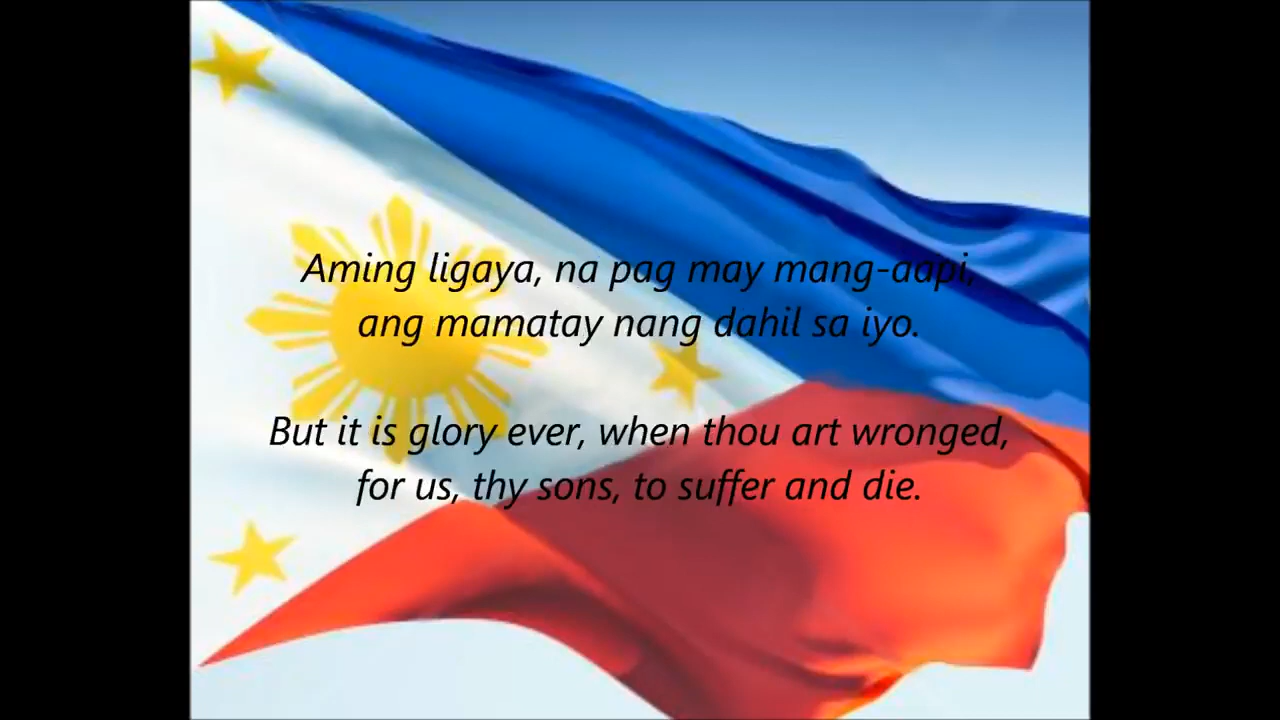 Aming ligaya, na pag may mang-aapi,
ang mamatay nang dahil sa iyo.
But it is glory ever, when thou art wronged,
for us, thy sons, to suffer and die.